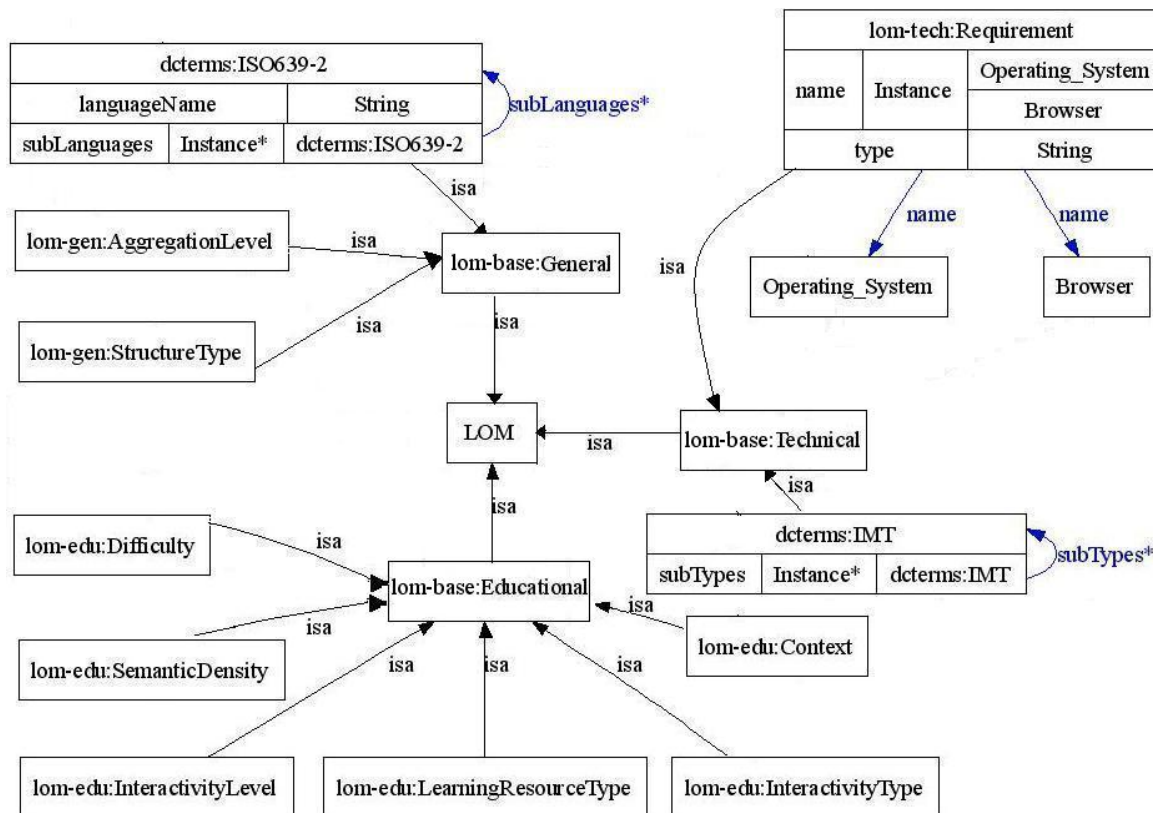 lom-tech:Requirement
name Instance Operating_System
Browser
type String
dcterms:ISO639-2
languageName String
subLanguages Instance* dcterms:ISO639-2
subLanguages*
isa
name
name
lom-gen:AggregationLevel
isa
lom-base:General
isa
Operating_System
Browser
lom-gen:StructureType
isa
isa
LOM
isa
lom-base:Technical
isa
isa
lom-edu:Difficulty
isa
dcterms:IMT
subTypes Instance* dcterms:IMT
subTypes*
lom-base:Educational
isa
isa
lom-edu:SemanticDensity
lom-edu:Context
isa
isa
isa
lom-edu:InteractivityLevel
lom-edu:LearningResourceType
lom-edu:InteractivityType